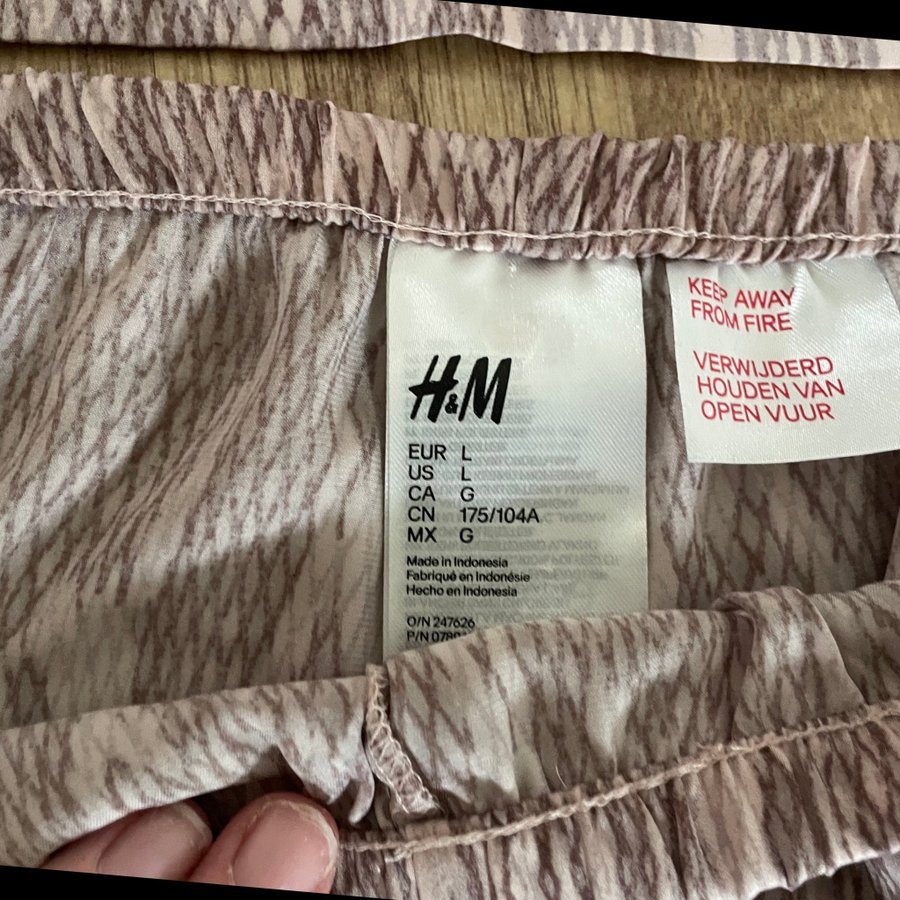 H&M
EUR L
US L
CA G
CN 175/104A
MX G
Made in Indonesia
Fabriqué en Indonésie
Hecho en Indonesia
O/N 247626
P/N
KEEP AWAY
FROM FIRE
VERWIJDERD
HOUDEN VAN
OPEN VUUR